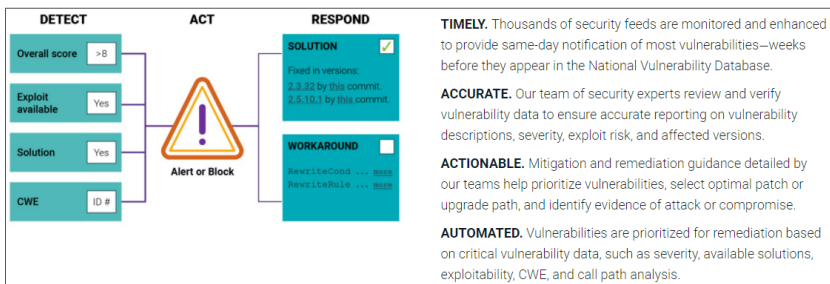 DETECT
ACT
RESPOND
Overall score
>8
Exploit
available
Yes
Solution
Yes
CWE
ID #
Alert or Block
SOLUTION
Fixed in versions:
2.3.32 by this commit.
2.5.10.1 by this commit.
WORKAROUND
RewriteCond ... more
RewriteRule ... more
TIMELY. Thousands of security feeds are monitored and enhanced
to provide same-day notification of most vulnerabilities—weeks
before they appear in the National Vulnerability Database.
ACCURATE. Our team of security experts review and verify
vulnerability data to ensure accurate reporting on vulnerability
descriptions, severity, exploit risk, and affected versions.
ACTIONABLE. Mitigation and remediation guidance detailed by
our teams help prioritize vulnerabilities, select optimal patch or
upgrade path, and identify evidence of attack or compromise.
AUTOMATED. Vulnerabilities are prioritized for remediation based
on critical vulnerability data, such as severity, available solutions,
exploitability, CWE, and call path analysis.